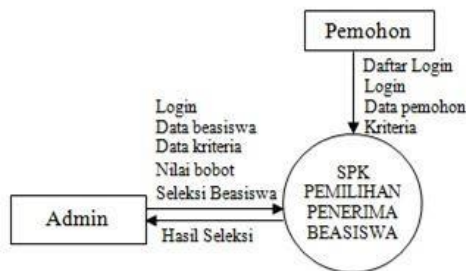 Pemohon
Daftar Login
Login
Data pemohon
Kriteria
Login
Data beasiswa
Data kriteria
Nilai bobot
Seleksi Beasiswa
Admin
Hasil Seleksi
SPK
PEMILIHAN
PENERIMA
BEASISWA